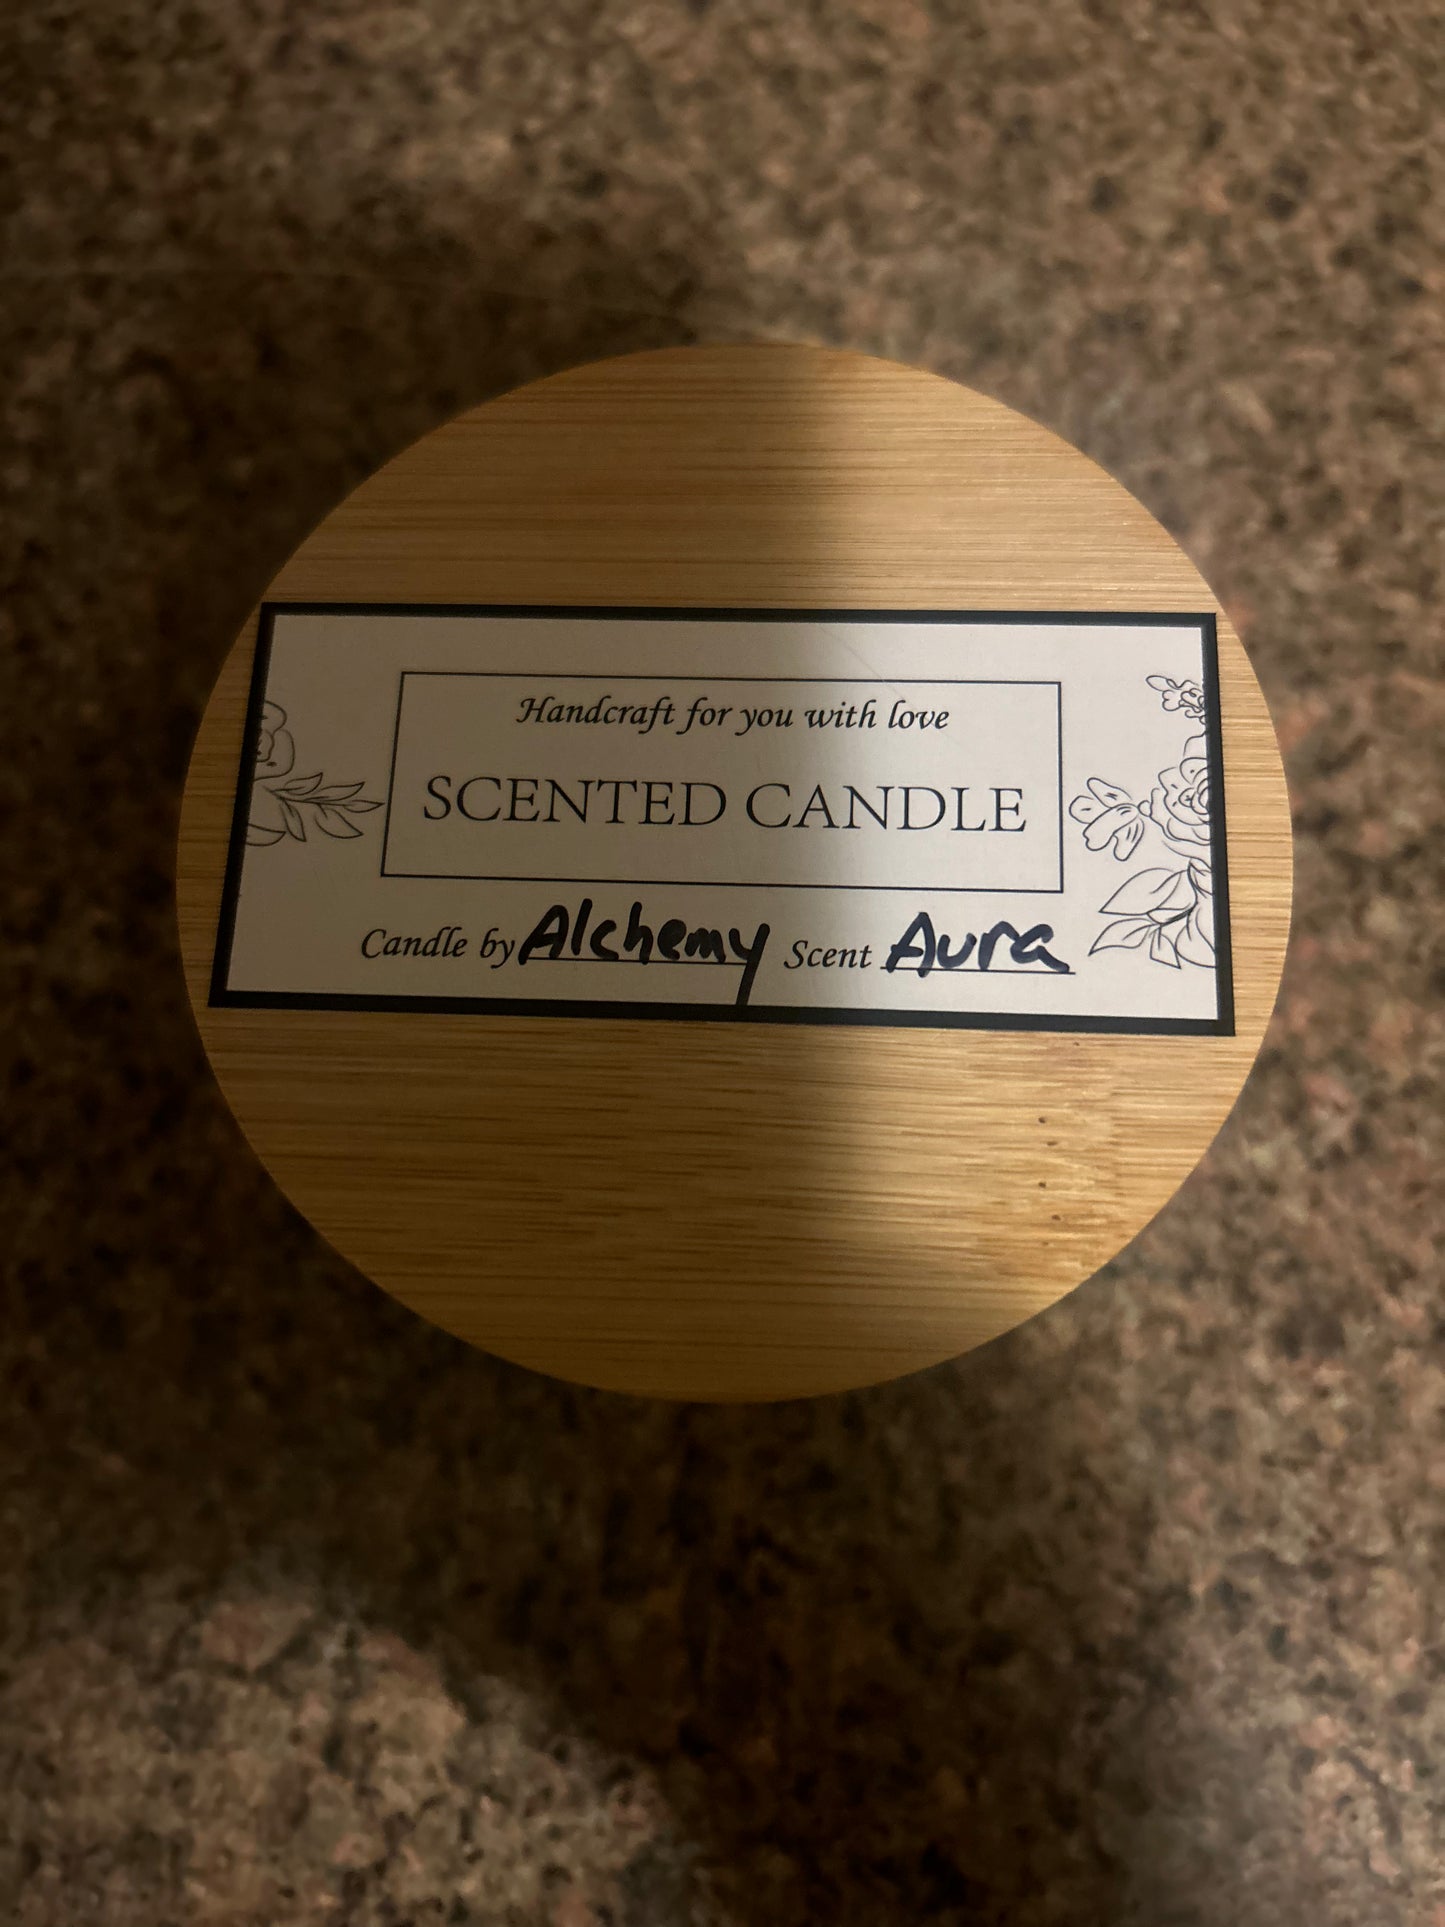 Handcraft for you with love
SCENTED CANDLE
Candle by Alchemy Scent Aura